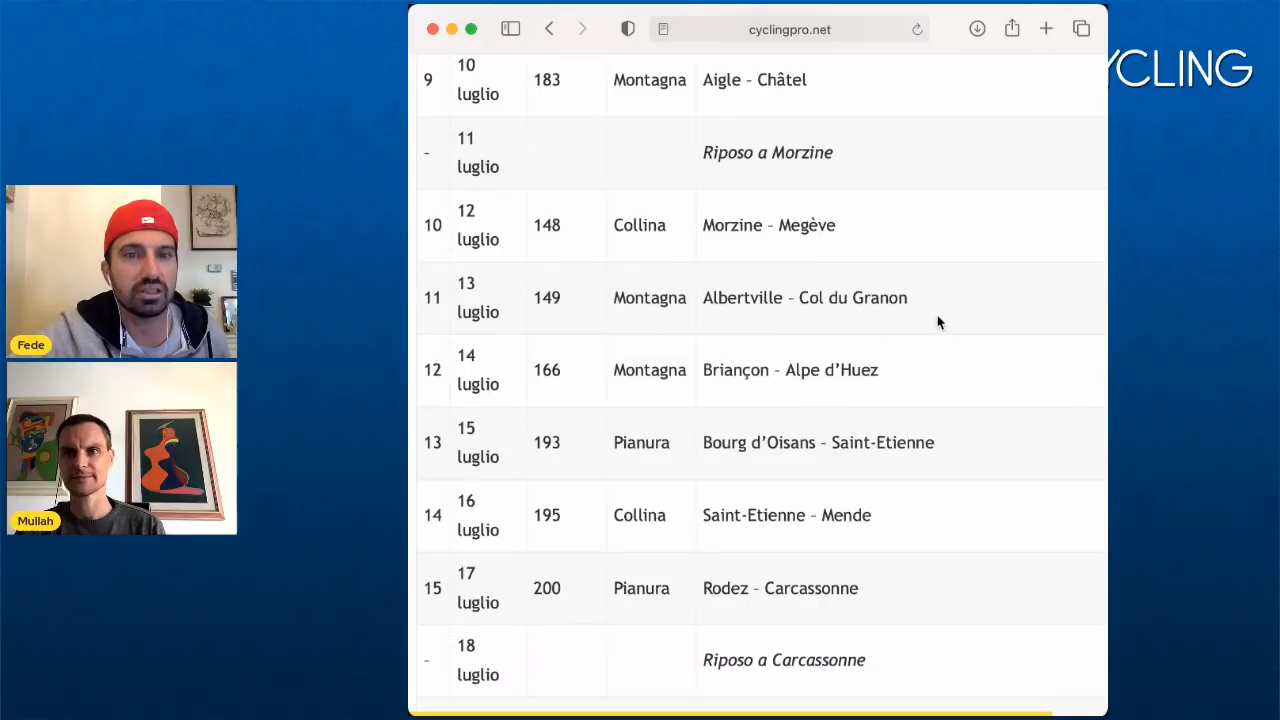 cyclingpro.net
YCLING
9 10 luglio 183 Montagna Aigle – Châtel
- 11 luglio Riposo a Morzine
10 12 luglio 148 Collina Morzine – Megève
11 13 luglio 149 Montagna Albertville – Col du Granon
12 14 luglio 166 Montagna Briançon – Alpe d’Huez
13 15 luglio 193 Pianura Bourg d’Oisans – Saint-Etienne
14 16 luglio 195 Collina Saint-Etienne – Mende
15 17 luglio 200 Pianura Rodez – Carcassonne
- 18 luglio Riposo a Carcassonne
Fede
Mullah